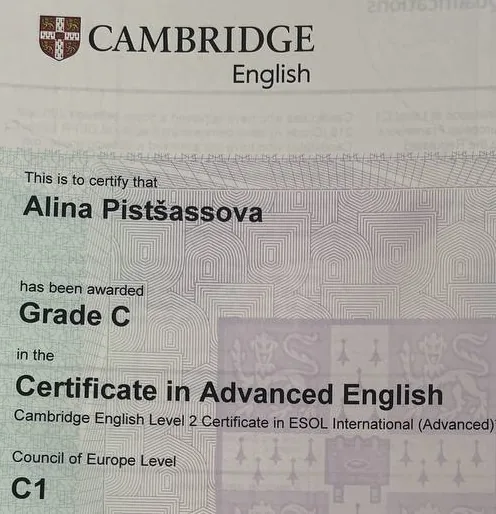 CAMBRIDGE
English
This is to certify that
Alina Pistšassova
has been awarded
Grade C
in the
Certificate in Advanced English
Cambridge English Level 2 Certificate in ESOL International (Advanced)
Council of Europe Level
C1